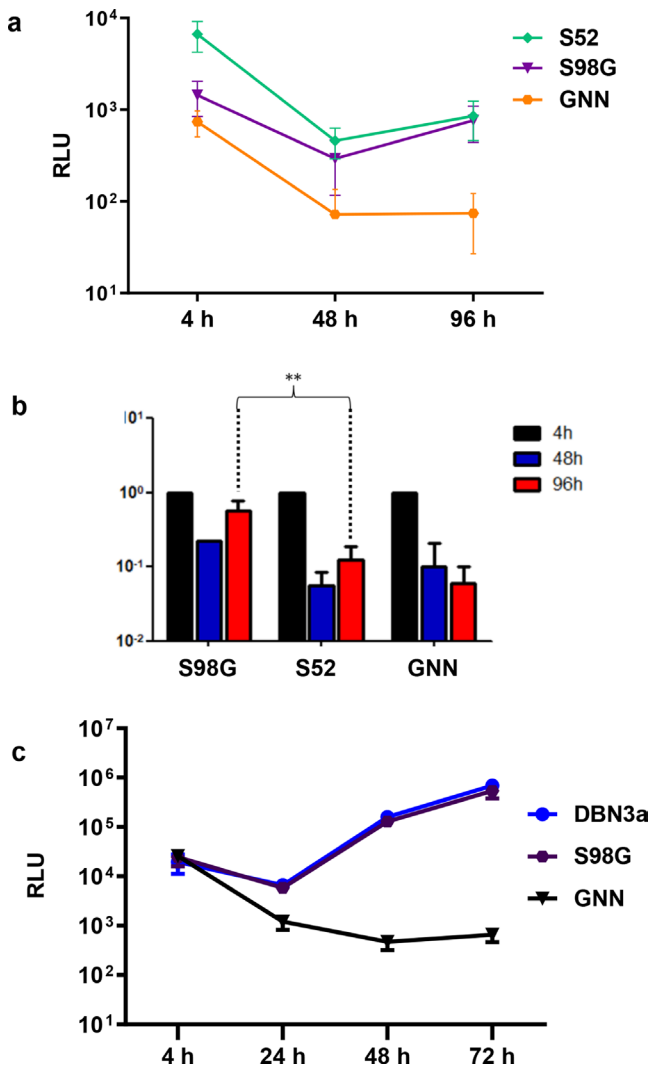 a
RLU
10⁴
10³
10²
10¹
4 h 48 h 96 h
S52
S98G
GNN
b
**
10¹
10⁰
10⁻¹
10⁻²
S98G S52 GNN
4h
48h
96h
c
RLU
10⁷
10⁶
10⁵
10⁴
10³
10²
10¹
4 h 24 h 48 h 72 h
DBN3a
S98G
GNN